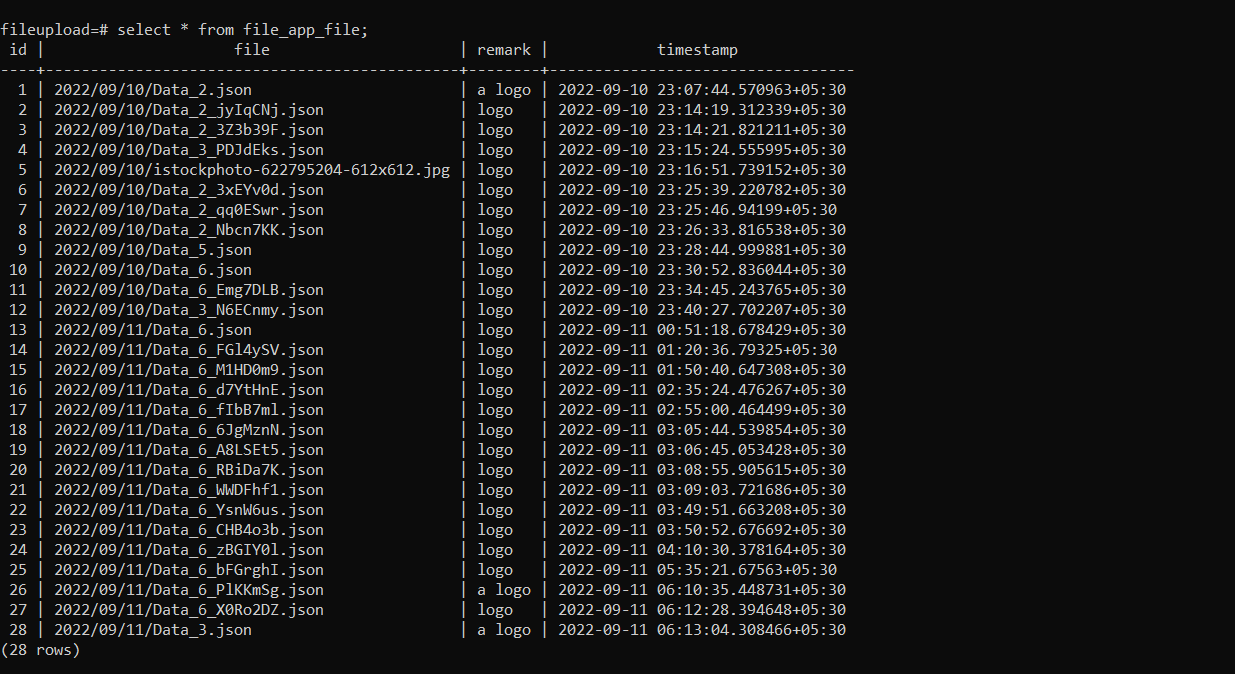 fileupload=# select * from file_app_file;
 id |                     file                     | remark |            timestamp
----+----------------------------------------------+--------+----------------------------------
  1 | 2022/09/10/Data_2.json                       | a logo | 2022-09-10 23:07:44.570963+05:30
  2 | 2022/09/10/Data_2_jyIqCNj.json               | logo   | 2022-09-10 23:14:19.312339+05:30
  3 | 2022/09/10/Data_2_3Z3b39F.json               | logo   | 2022-09-10 23:14:21.821211+05:30
  4 | 2022/09/10/Data_3_PDJdEks.json               | logo   | 2022-09-10 23:15:24.555995+05:30
  5 | 2022/09/10/istockphoto-622795204-612x612.jpg | logo   | 2022-09-10 23:16:51.739152+05:30
  6 | 2022/09/10/Data_2_3xEYv0d.json               | logo   | 2022-09-10 23:25:39.220782+05:30
  7 | 2022/09/10/Data_2_qq0ESwr.json               | logo   | 2022-09-10 23:25:46.94199+05:30
  8 | 2022/09/10/Data_2_Nbcn7KK.json               | logo   | 2022-09-10 23:26:33.816538+05:30
  9 | 2022/09/10/Data_5.json                       | logo   | 2022-09-10 23:28:44.999881+05:30
 10 | 2022/09/10/Data_6.json                       | logo   | 2022-09-10 23:30:52.836044+05:30
 11 | 2022/09/10/Data_6_Emg7DLB.json               | logo   | 2022-09-10 23:34:45.243765+05:30
 12 | 2022/09/10/Data_3_N6ECnmy.json               | logo   | 2022-09-10 23:40:27.702207+05:30
 13 | 2022/09/11/Data_6.json                       | logo   | 2022-09-11 00:51:18.678429+05:30
 14 | 2022/09/11/Data_6_FGl4ySV.json               | logo   | 2022-09-11 01:20:36.79325+05:30
 15 | 2022/09/11/Data_6_M1HD0m9.json               | logo   | 2022-09-11 01:50:40.647308+05:30
 16 | 2022/09/11/Data_6_d7YtHnE.json               | logo   | 2022-09-11 02:35:24.476267+05:30
 17 | 2022/09/11/Data_6_fIbB7ml.json               | logo   | 2022-09-11 02:55:00.464499+05:30
 18 | 2022/09/11/Data_6_6JgMznN.json               | logo   | 2022-09-11 03:05:44.539854+05:30
 19 | 2022/09/11/Data_6_A8LSEt5.json               | logo   | 2022-09-11 03:06:45.053428+05:30
 20 | 2022/09/11/Data_6_RBiDa7K.json               | logo   | 2022-09-11 03:08:55.905615+05:30
 21 | 2022/09/11/Data_6_WWDFhf1.json               | logo   | 2022-09-11 03:09:03.721686+05:30
 22 | 2022/09/11/Data_6_YsnW6us.json               | logo   | 2022-09-11 03:49:51.663208+05:30
 23 | 2022/09/11/Data_6_CHB4o3b.json               | logo   | 2022-09-11 03:50:52.676692+05:30
 24 | 2022/09/11/Data_6_zBGIY0l.json               | logo   | 2022-09-11 04:10:30.378164+05:30
 25 | 2022/09/11/Data_6_bFGrghI.json               | logo   | 2022-09-11 05:35:21.67563+05:30
 26 | 2022/09/11/Data_6_PlKKmSg.json               | a logo | 2022-09-11 06:10:35.448731+05:30
 27 | 2022/09/11/Data_6_X0Ro2DZ.json               | logo   | 2022-09-11 06:12:28.394648+05:30
 28 | 2022/09/11/Data_3.json                       | a logo | 2022-09-11 06:13:04.308466+05:30
(28 rows)